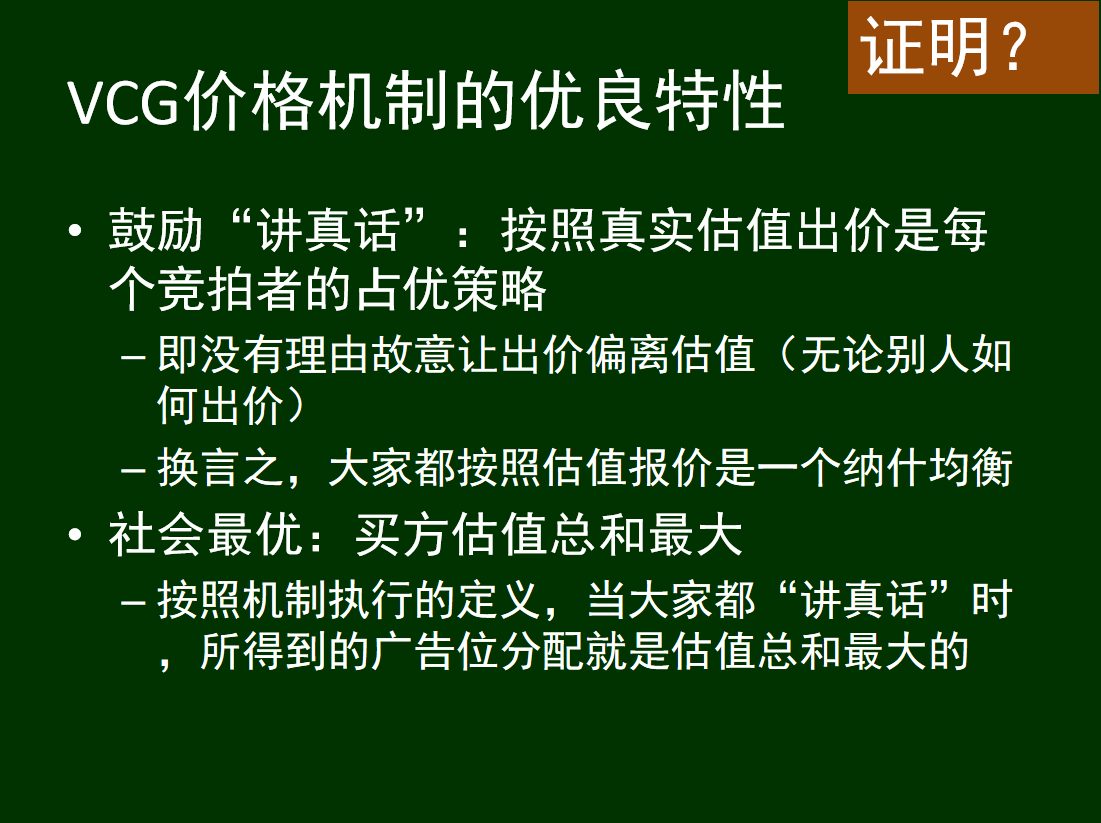 证明？
VCG价格机制的优良特性
• 鼓励“讲真话”：按照真实估值出价是每
个竞拍者的占优策略
– 即没有理由故意让出价偏离估值（无论别人如
何出价）
– 换言之，大家都按照估值报价是一个纳什均衡
• 社会最优：买方估值总和最大
– 按照机制执行的定义，当大家都“讲真话”时
，所得到的广告位分配就是估值总和最大的